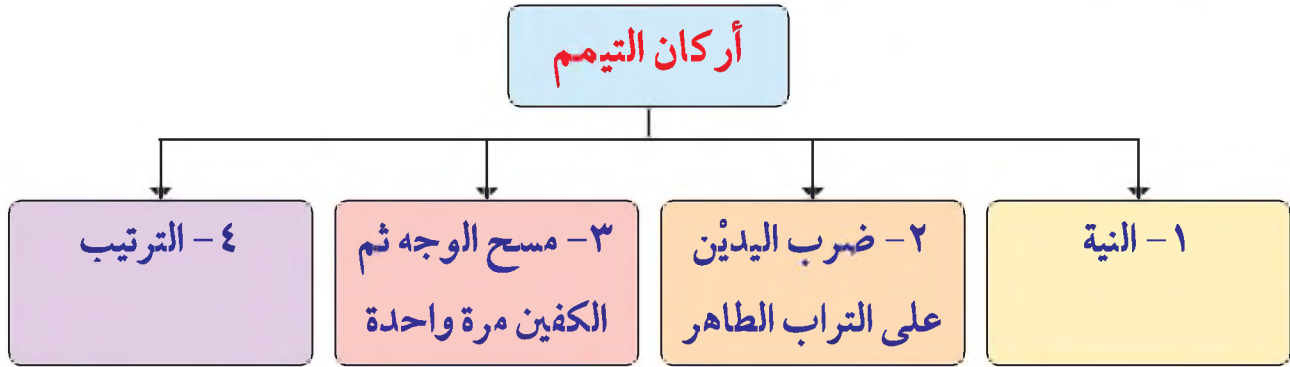 أركان التيمم
١- النية
٢- ضرب اليديْن
على التراب الطاهر
٣- مسح الوجه ثم
الكفين مرة واحدة
٤- الترتيب